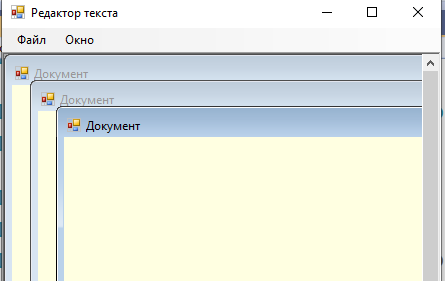 Редактор текста
Файл Окно
Документ
Документ
Документ